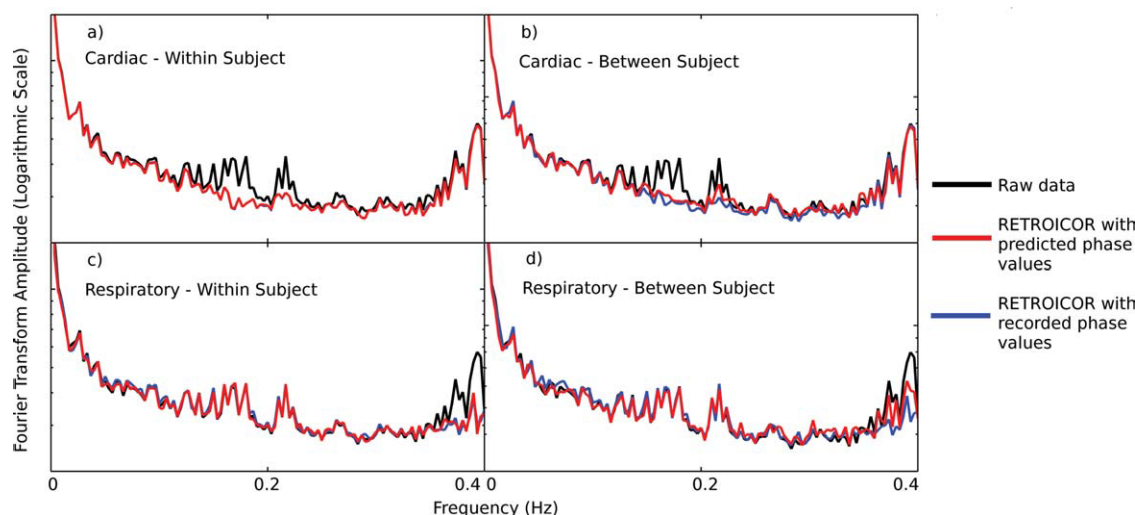 a)
Cardiac - Within Subject
b)
Cardiac - Between Subject
c)
Respiratory - Within Subject
d)
Respiratory - Between Subject
Fourier Transform Amplitude (Logarithmic Scale)
0
0.2
0.4
0
0.2
0.4
Frequency (Hz)
Raw data
RETROICOR with
predicted phase
values
RETROICOR with
recorded phase
values